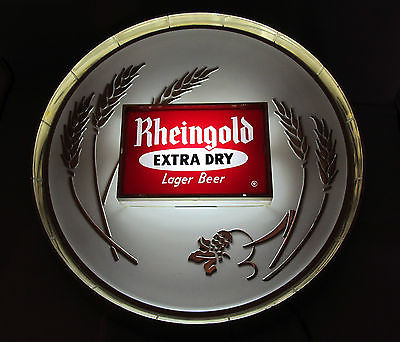 Rheingold
EXTRA DRY
Lager Beer ®